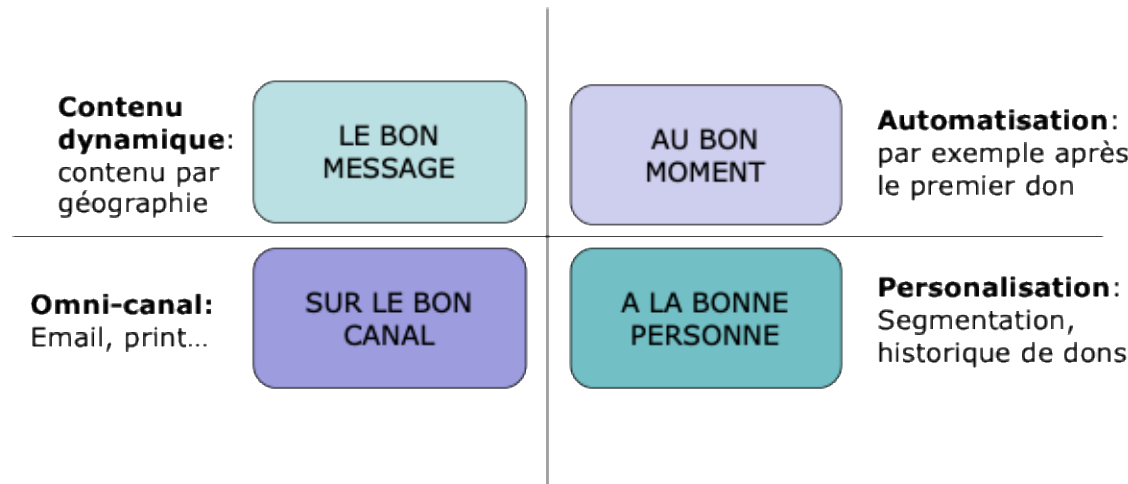 Contenu
dynamique:
contenu par
géographie
LE BON
MESSAGE
AU BON
MOMENT
Automatisation:
par exemple après
le premier don
Omni-canal:
Email, print...
SUR LE BON
CANAL
A LA BONNE
PERSONNE
Personalisation:
Segmentation,
historique de dons